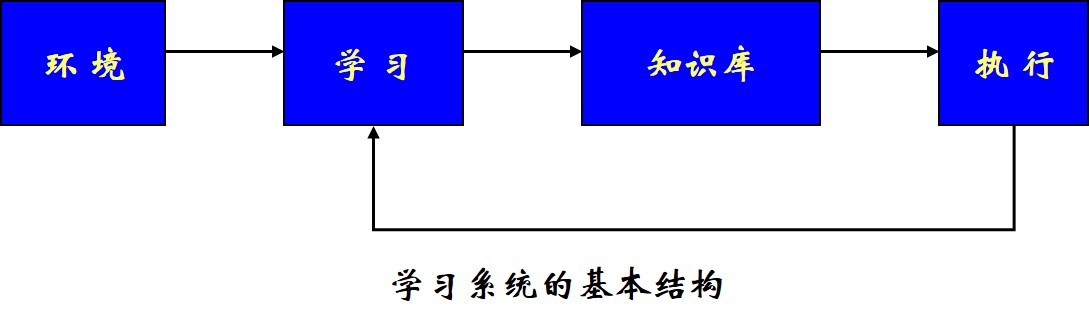 环境
学习
知识库
执行
学习系统的基本结构